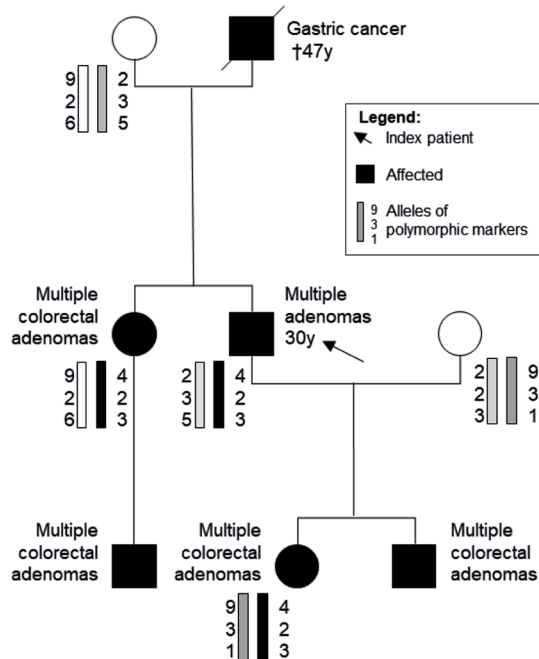 Gastric cancer
†47y
9 2
2 3
6 5
Legend:
Index patient
Affected
9 Alleles of
3 polymorphic markers
1
Multiple
colorectal
adenomas
Multiple
adenomas
30y
9 4
2 2
6 3
2 4
3 2
5 3
2 9
2 3
3 1
Multiple
colorectal
adenomas
Multiple
colorectal
adenomas
Multiple
colorectal
adenomas
9 4
3 2
1 3